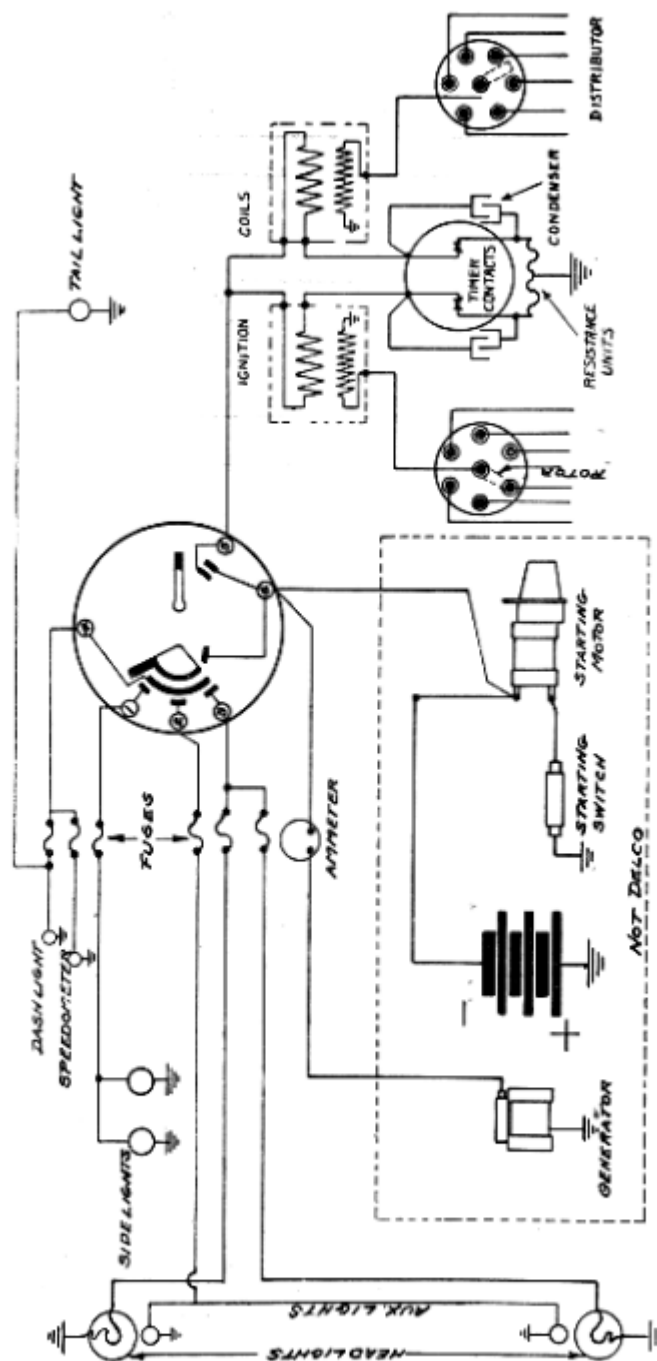 DISTRIBUTOR
TAIL LIGHT
COILS
CONDENSER
TIMER
CONTACTS
IGNITION
RESISTANCE
UNITS
ROTOR
STARTING
MOTOR
FUSES
AMMETER
STARTING
SWITCH
NOT DELCO
DASH LIGHT
SPEEDOMETER
-
+
GENERATOR
SIDE LIGHTS
AUX. LIGHTS
HEADLIGHTS